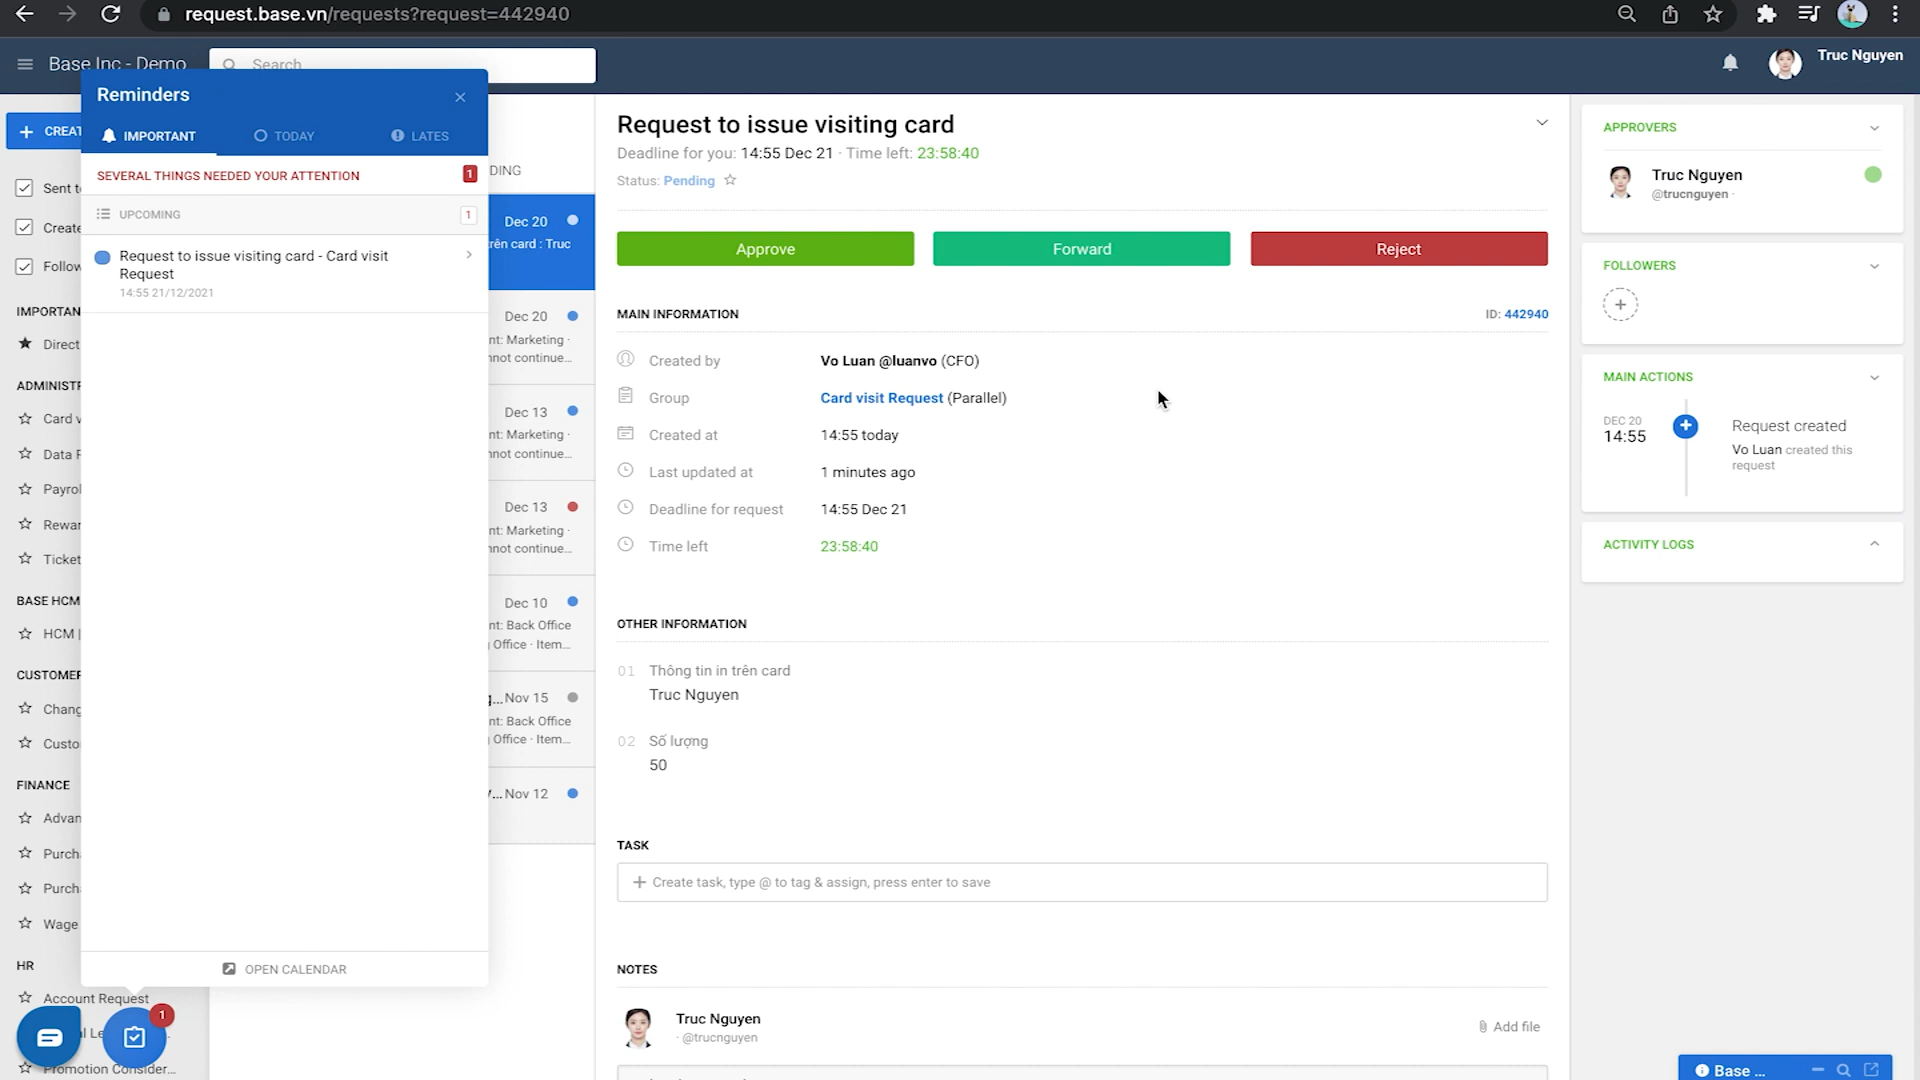 request.base.vn/requests?request=442940
Base Inc - Demo
Search
Truc Nguyen
Reminders
IMPORTANT
TODAY
LATES
SEVERAL THINGS NEEDED YOUR ATTENTION
1
UPCOMING
1
Request to issue visiting card - Card visit
Request
14:55 21/12/2021
OPEN CALENDAR
CREAT
Sent t
Create
Follow
IMPORTAN
Direct
ADMINISTR
Card v
Data F
Payrol
Rewar
Ticket
BASE HCM
HCM |
CUSTOMER
Chang
Custo
FINANCE
Advan
Purch
Purch
Wage
HR
Account Request
1
Promotion Consider...
DING
Dec 20
rên card : Truc
Dec 20
nt: Marketing ·
nnot continue...
Dec 13
nt: Marketing ·
nnot continue...
Dec 13
nt: Marketing ·
nnot continue...
Dec 10
nt: Back Office
Office · Item...
Nov 15
nt: Back Office
Office · Item...
Nov 12
Request to issue visiting card
Deadline for you: 14:55 Dec 21 · Time left: 23:58:40
Status: Pending
Approve
Forward
Reject
MAIN INFORMATION
ID: 442940
Created by Vo Luan @luanvo (CFO)
Group Card visit Request (Parallel)
Created at 14:55 today
Last updated at 1 minutes ago
Deadline for request 14:55 Dec 21
Time left 23:58:40
OTHER INFORMATION
01 Thông tin in trên card
Truc Nguyen
02 Số lượng
50
TASK
Create task, type @ to tag & assign, press enter to save
NOTES
Truc Nguyen
· @trucnguyen
Add file
APPROVERS
Truc Nguyen
@trucnguyen ·
FOLLOWERS
MAIN ACTIONS
DEC 20
14:55
Request created
Vo Luan created this
request
ACTIVITY LOGS
Base ...